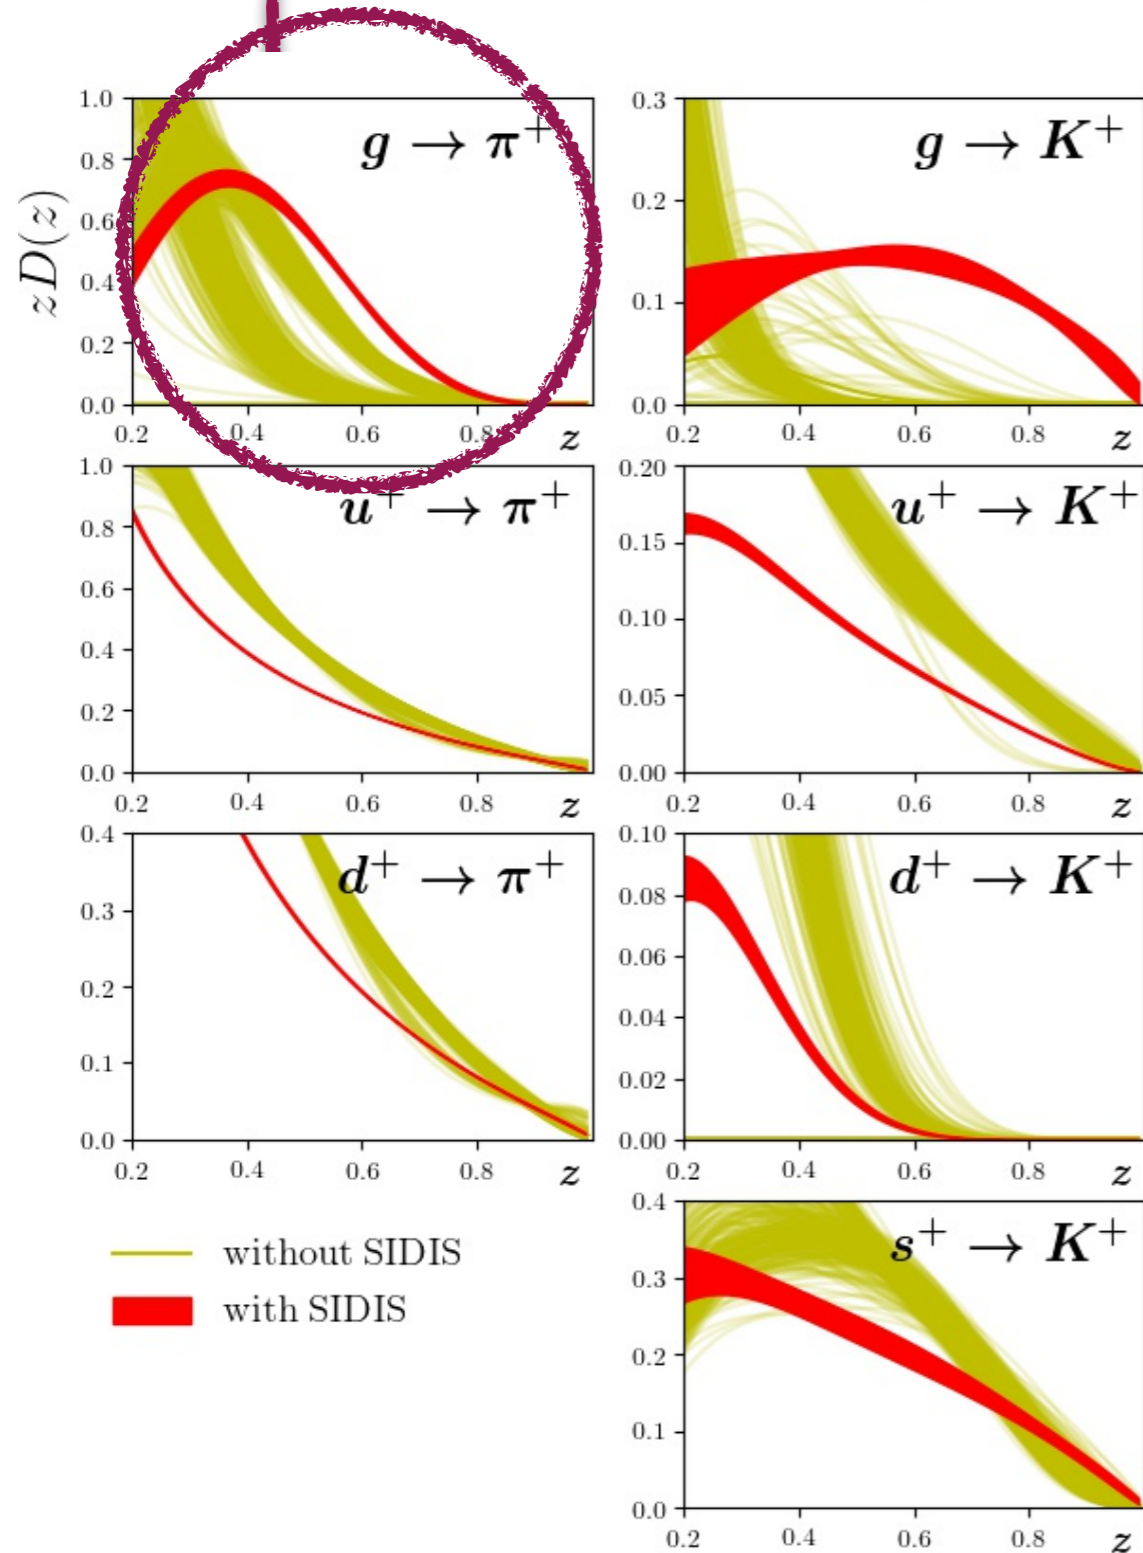 zD(z)
1.0
0.8
0.6
0.4
0.2
0.0
g → π⁺
0.2 0.4 0.6 0.8 z
0.3
0.2
0.1
0.0
g → K⁺
0.2 0.4 0.6 0.8 z
1.0
0.8
0.6
0.4
0.2
0.0
u⁺ → π⁺
0.2 0.4 0.6 0.8 z
0.20
0.15
0.10
0.05
0.00
u⁺ → K⁺
0.2 0.4 0.6 0.8 z
0.4
0.3
0.2
0.1
0.0
d⁺ → π⁺
0.2 0.4 0.6 0.8 z
0.10
0.08
0.06
0.04
0.02
0.00
d⁺ → K⁺
0.2 0.4 0.6 0.8 z
without SIDIS
with SIDIS
0.4
0.3
0.2
0.1
0.0
s⁺ → K⁺
0.2 0.4 0.6 0.8 z